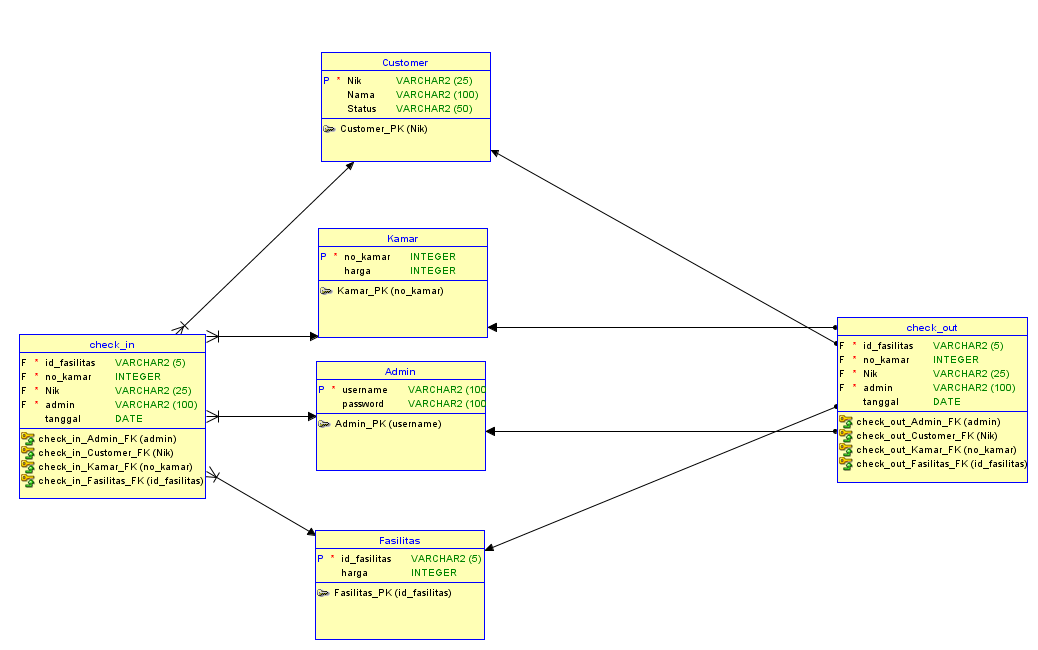 Customer
P * Nik VARCHAR2 (25)
Nama VARCHAR2 (100)
Status VARCHAR2 (50)
Customer_PK (Nik)
Kamar
P * no_kamar INTEGER
harga INTEGER
Kamar_PK (no_kamar)
check_in
F * id_fasilitas VARCHAR2 (5)
F * no_kamar INTEGER
F * Nik VARCHAR2 (25)
F * admin VARCHAR2 (100)
tanggal DATE
check_in_Admin_FK (admin)
check_in_Customer_FK (Nik)
check_in_Kamar_FK (no_kamar)
check_in_Fasilitas_FK (id_fasilitas)
Admin
P * username VARCHAR2 (100
password VARCHAR2 (100
Admin_PK (username)
check_out
F * id_fasilitas VARCHAR2 (5)
F * no_kamar INTEGER
F * Nik VARCHAR2 (25)
F * admin VARCHAR2 (100)
tanggal DATE
check_out_Admin_FK (admin)
check_out_Customer_FK (Nik)
check_out_Kamar_FK (no_kamar)
check_out_Fasilitas_FK (id_fasilitas)
Fasilitas
P * id_fasilitas VARCHAR2 (5)
harga INTEGER
Fasilitas_PK (id_fasilitas)